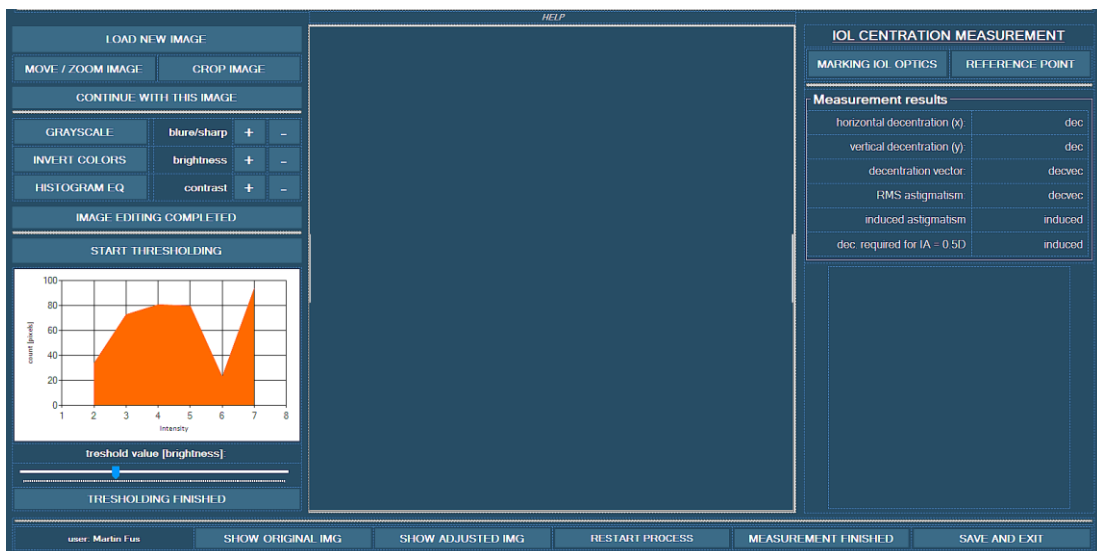 HELP
LOAD NEW IMAGE
MOVE / ZOOM IMAGE CROP IMAGE
CONTINUE WITH THIS IMAGE
GRAYSCALE blure/sharp + -
INVERT COLORS brightness + -
HISTOGRAM EQ contrast + -
IMAGE EDITING COMPLETED
START THRESHOLDING
100
80
60
40
20
0
count [pixels]
1 2 3 4 5 6 7 8
Intensity
treshold value [brightness]:
TRESHOLDING FINISHED
IOL CENTRATION MEASUREMENT
MARKING IOL OPTICS REFERENCE POINT
Measurement results
horizontal decentration (x): dec
vertical decentration (y): dec
decentration vector: decvec
RMS astigmatism: decvec
induced astigmatism induced
dec. required for IA = 0.5D induced
user: Martin Fus SHOW ORIGINAL IMG SHOW ADJUSTED IMG RESTART PROCESS MEASUREMENT FINISHED SAVE AND EXIT